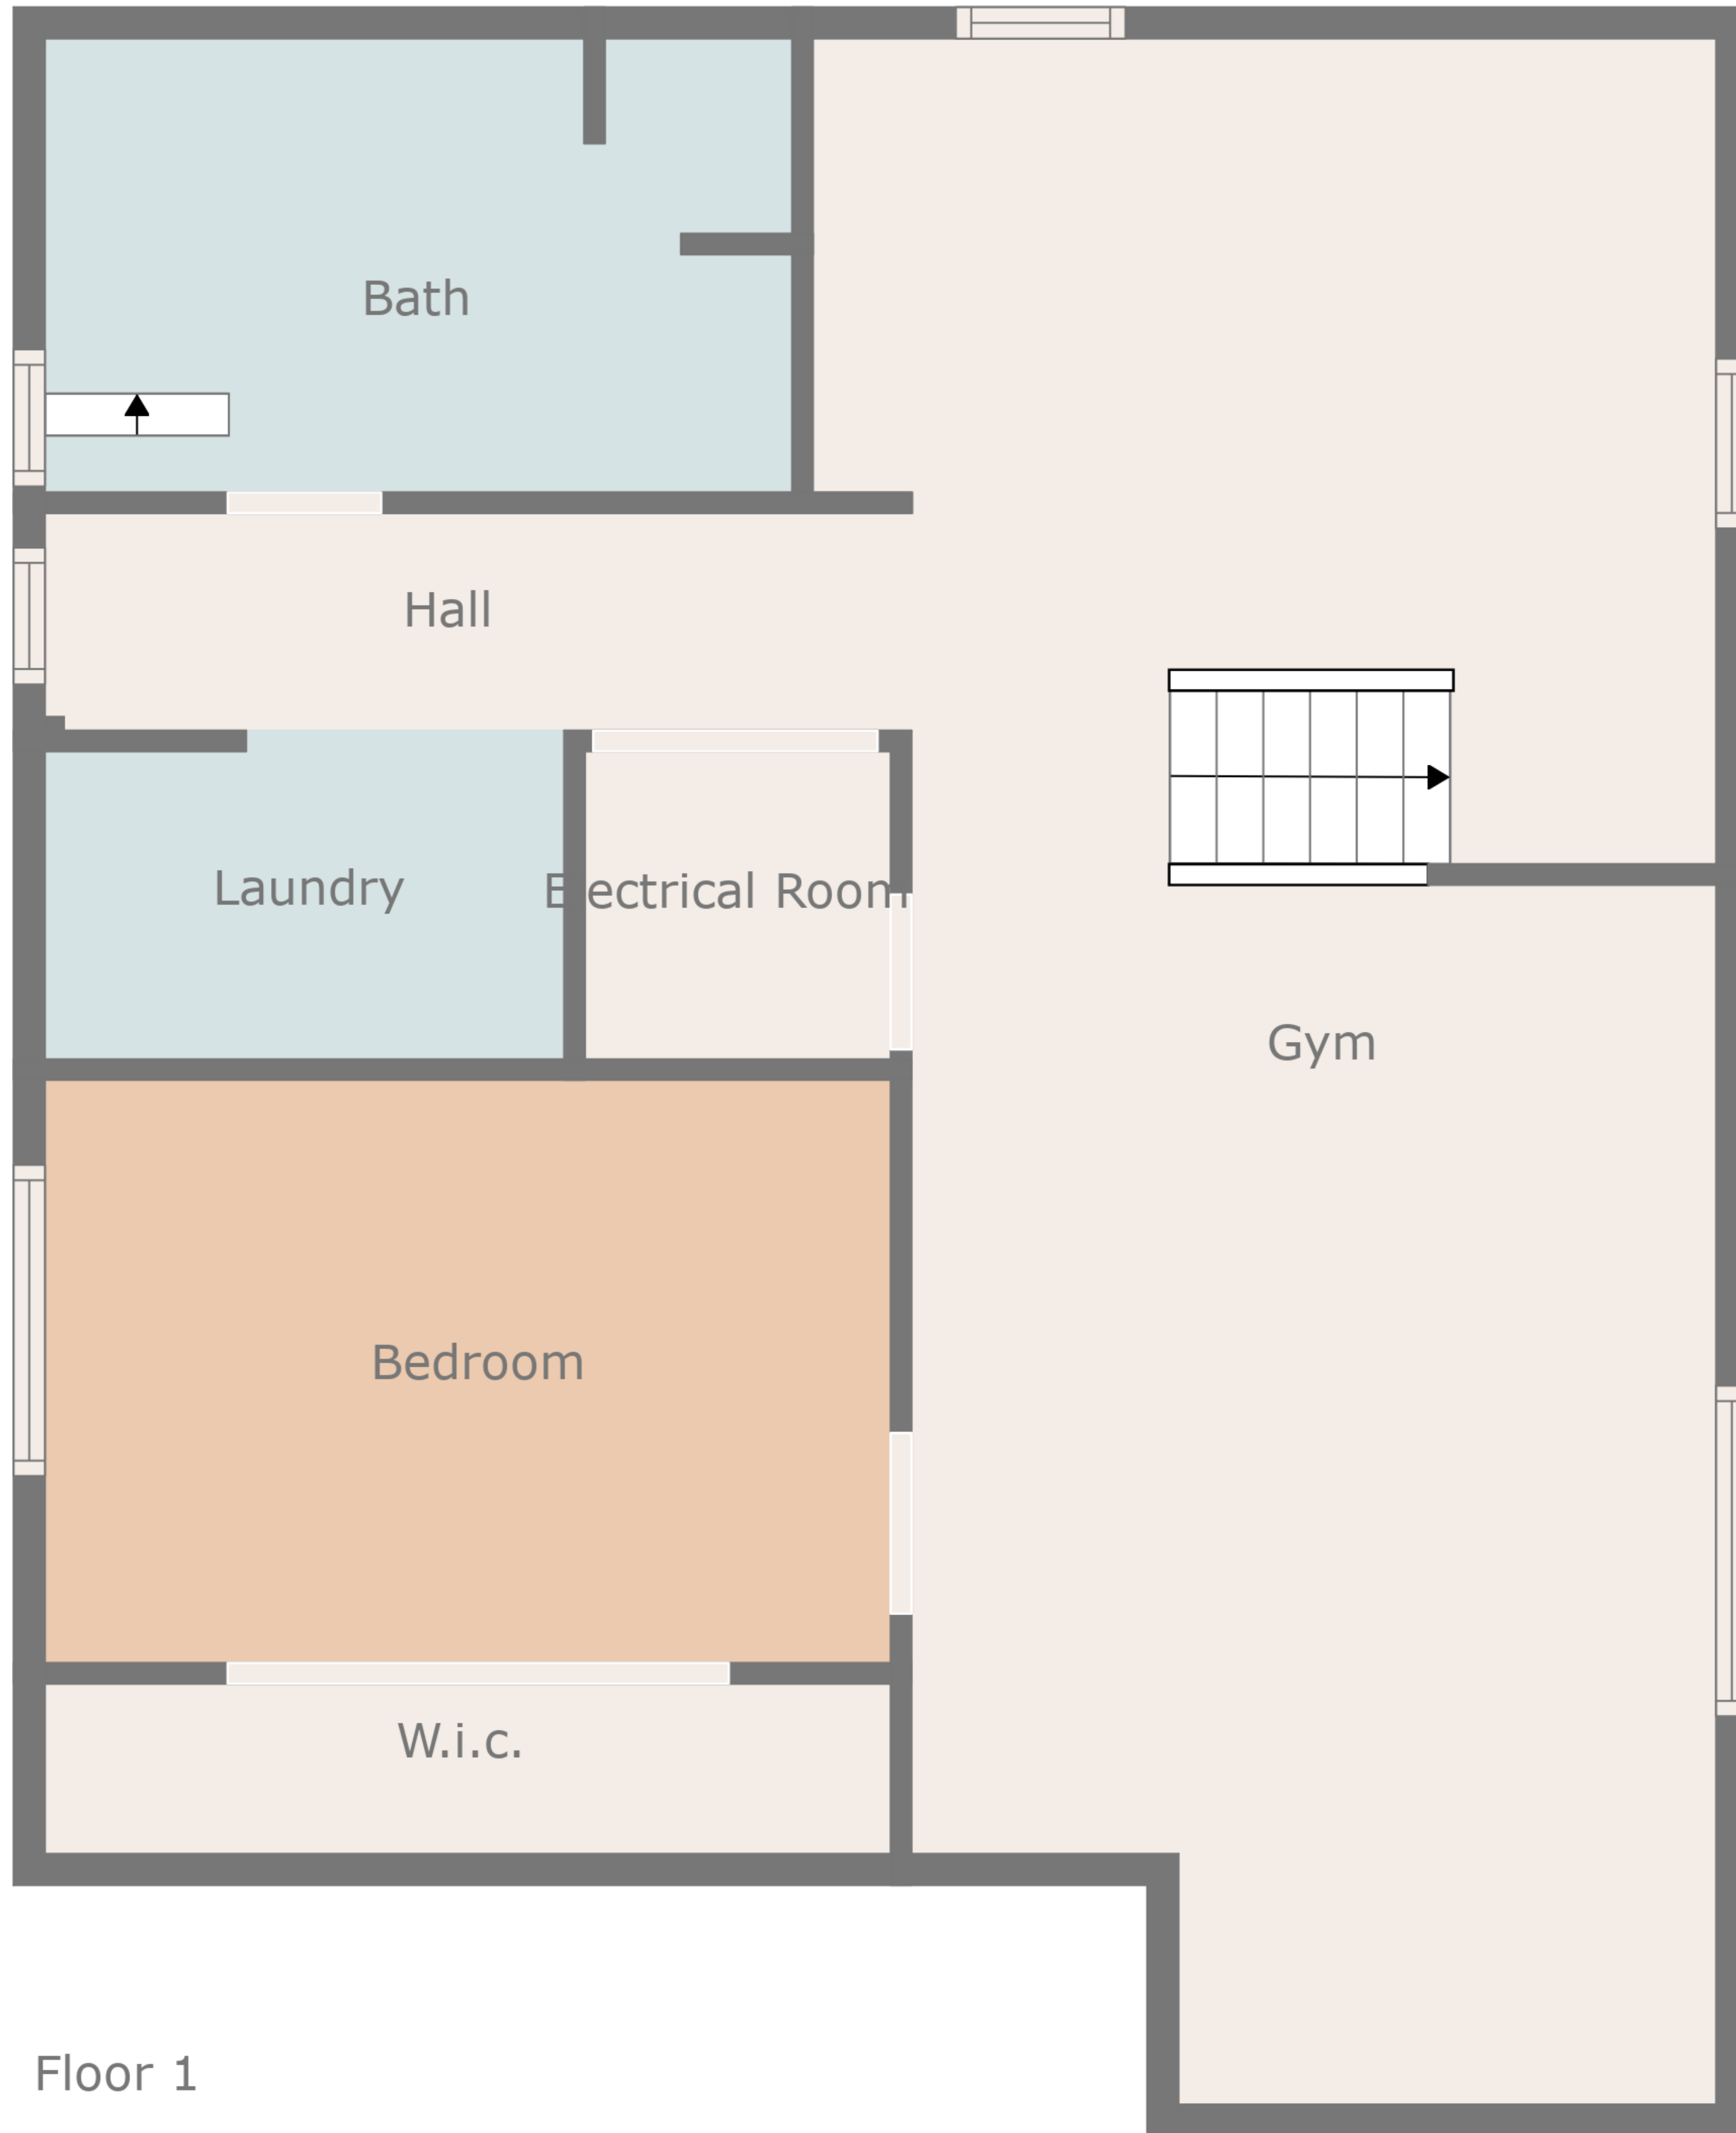 Bath
Hall
Laundry
Electrical Room
Gym
Bedroom
W.i.c.
Floor 1